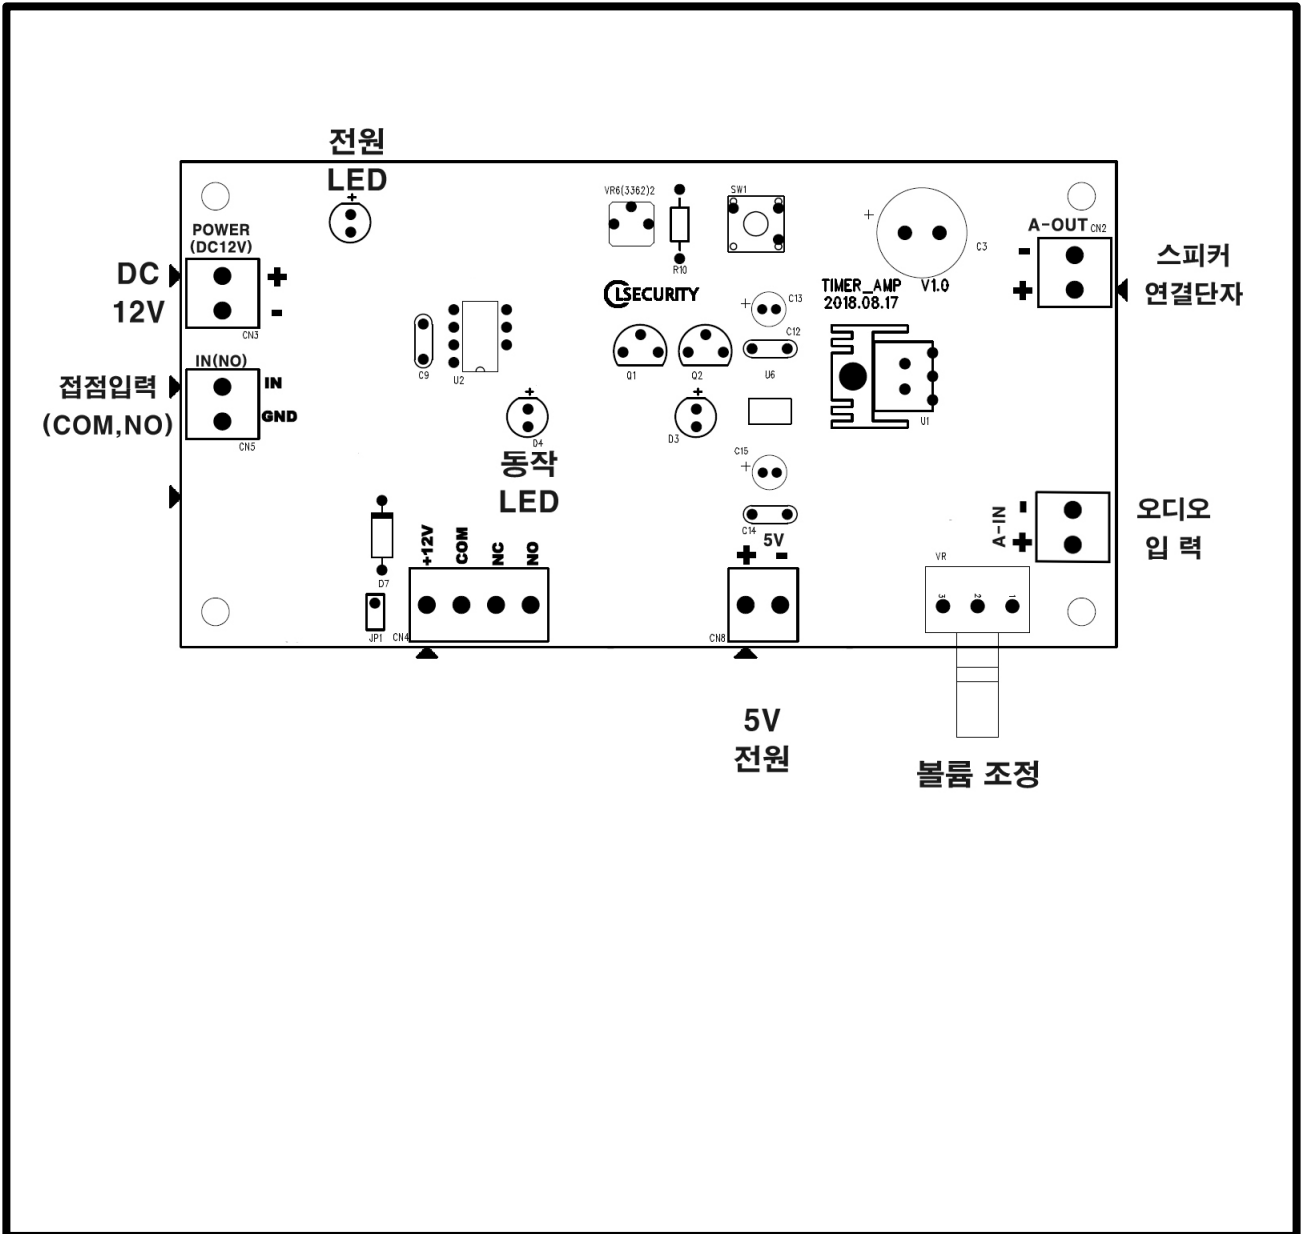 전원
LED
+
VR6(3362)2
SW1
R10
+
C3
A-OUT CN2
-
+
스피커
연결단자
POWER
(DC12V)
DC
12V
+
-
CN3
CLSECURITY
TIMER_AMP V1.0
2018.08.17
+
C13
C12
IN(NO)
접점입력
(COM,NO)
IN
GND
CN5
C9
U2
Q1
Q2
U6
U1
+
D4
동작
LED
+
D3
C15
+
C14
5V
+ -
CN8
A-IN
-
+
오디오
입 력
D7
JP1
+12V
COM
NC
NO
CN4
VR
3 2 1
5V
전원
볼륨 조정